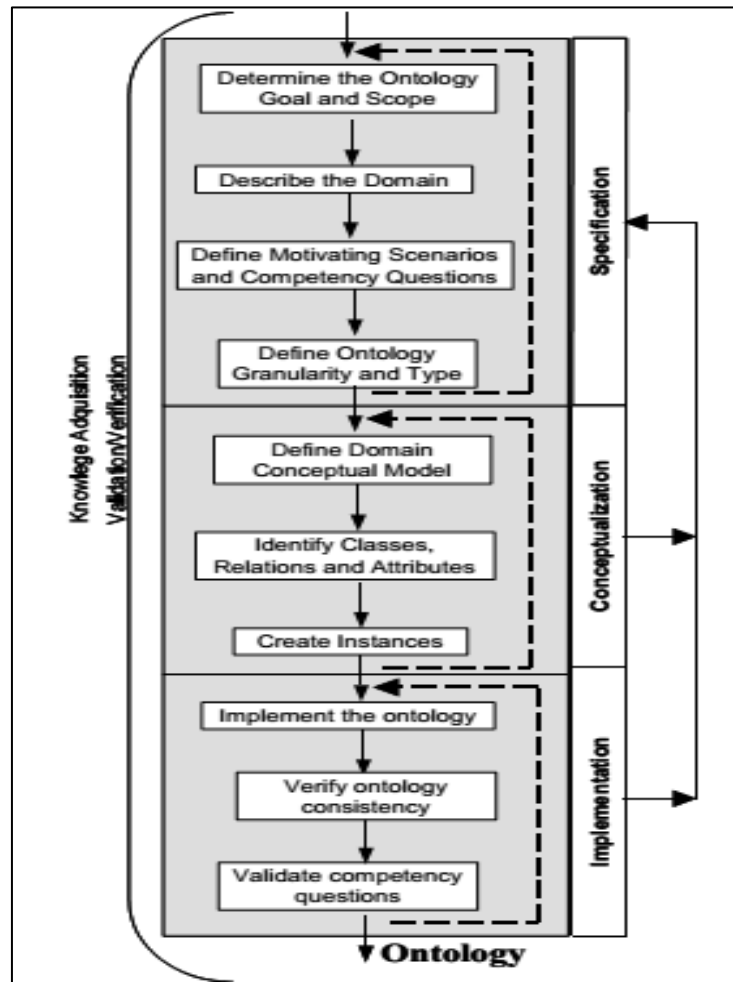 Determine the Ontology
Goal and Scope
Describe the Domain
Define Motivating Scenarios
and Competency Questions
Define Ontology
Granularity and Type
Specification
Knowlege Adquisition
Validation/Verification
Define Domain
Conceptual Model
Identify Classes,
Relations and Attributes
Create Instances
Conceptualization
Implement the ontology
Verify ontology
consistency
Validate competency
questions
Implementation
Ontology